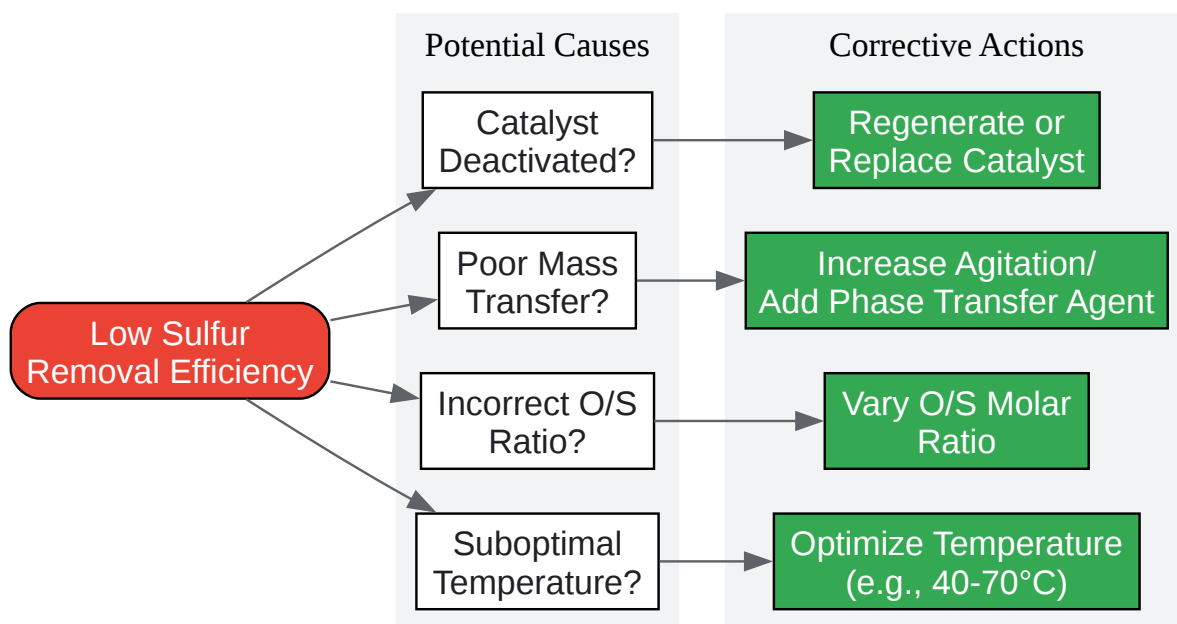 Potential Causes
Corrective Actions
Catalyst
Deactivated?
Regenerate or
Replace Catalyst
Poor Mass
Transfer?
Increase Agitation/
Add Phase Transfer Agent
Low Sulfur
Removal Efficiency
Incorrect O/S
Ratio?
Vary O/S Molar
Ratio
Suboptimal
Temperature?
Optimize Temperature
(e.g., 40-70°C)